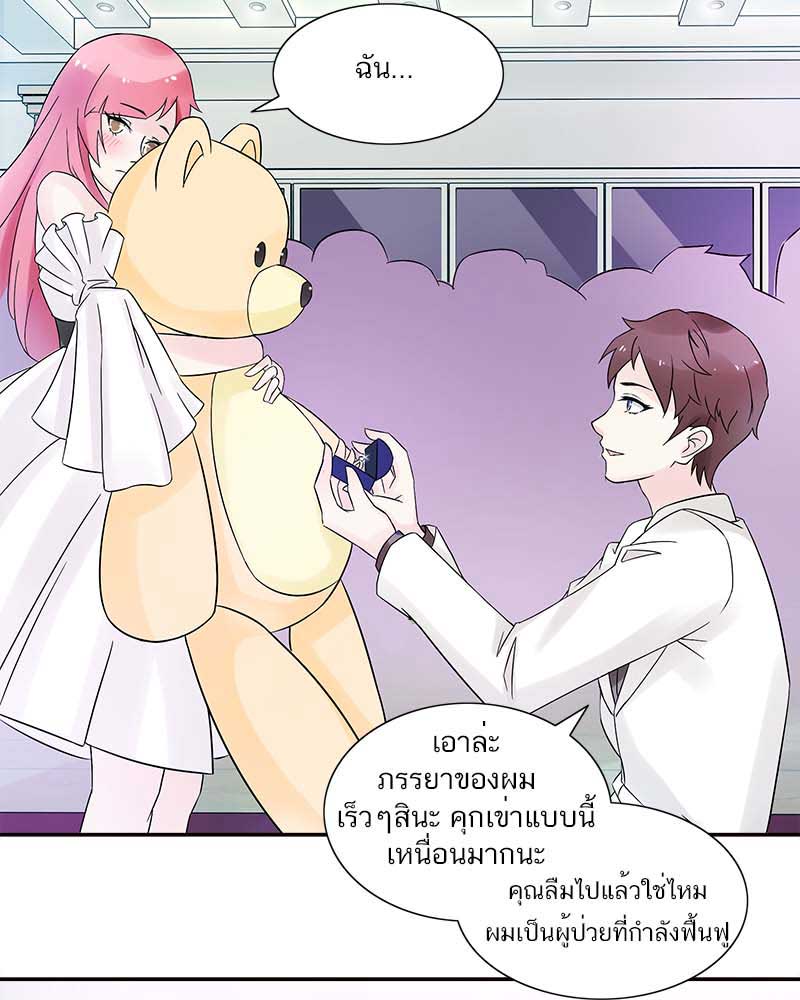 ฉัน...
เอาล่ะ
ภรรยาของผม
เร็วๆสินะ คุกเข่าแบบนี้
เหนื่อนมากนะ
คุณลืมไปแล้วใช่ไหม
ผมเป็นผู้ป่วยที่กำลังฟื้นฟู